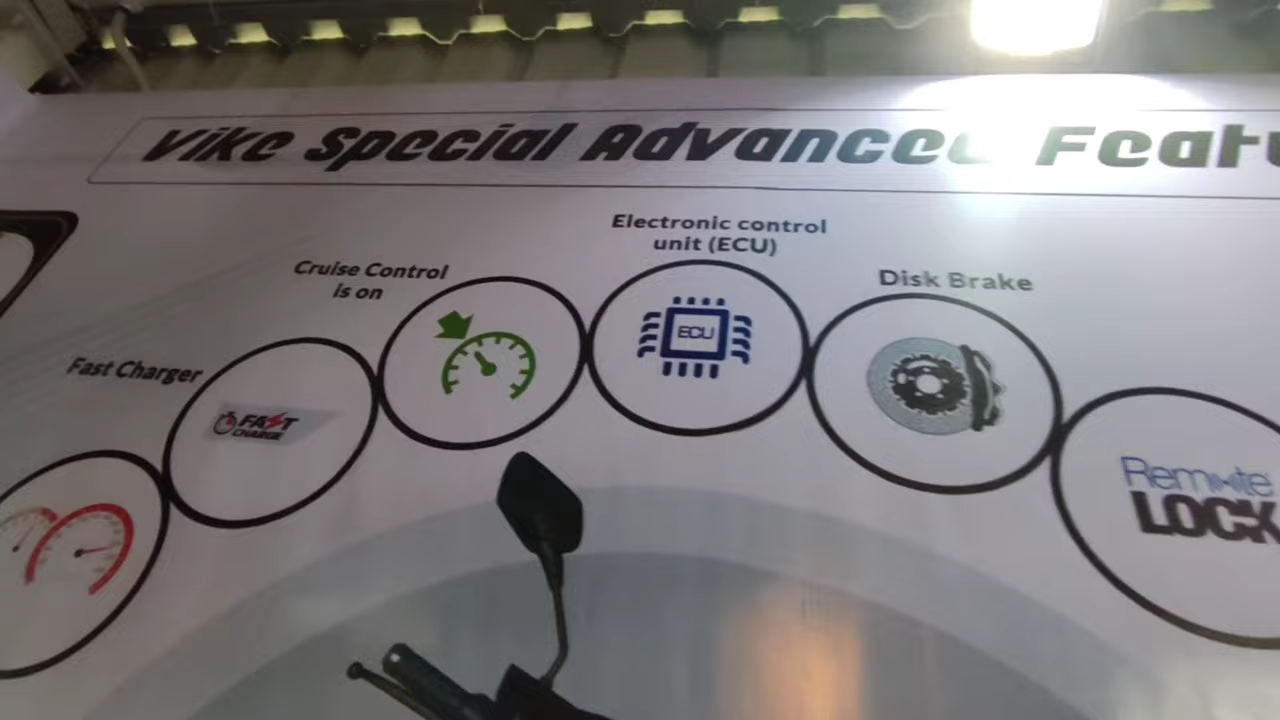 Vike Special Advanced Featu
Electronic control
unit (ECU)
Cruise Control
is on
Disk Brake
Fast Charger
ECU
FAST
CHARGE
Remote
LOCK